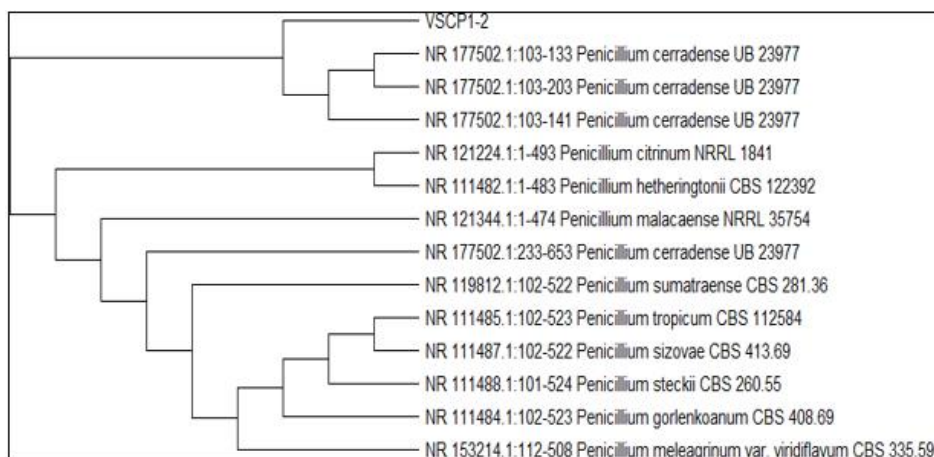 VSCP1-2
NR 177502.1:103-133 Penicillium cerradense UB 23977
NR 177502.1:103-203 Penicillium cerradense UB 23977
NR 177502.1:103-141 Penicillium cerradense UB 23977
NR 121224.1:1-493 Penicillium citrinum NRRL 1841
NR 111482.1:1-483 Penicillium hetheringtonii CBS 122392
NR 121344.1:1-474 Penicillium malacaense NRRL 35754
NR 177502.1:233-653 Penicillium cerradense UB 23977
NR 119812.1:102-522 Penicillium sumatraense CBS 281.36
NR 111485.1:102-523 Penicillium tropicum CBS 112584
NR 111487.1:102-522 Penicillium sizovae CBS 413.69
NR 111488.1:101-524 Penicillium steckii CBS 260.55
NR 111484.1:102-523 Penicillium gorlenkoanum CBS 408.69
NR 153214.1:112-508 Penicillium meleagrinum var. viridiflavum CBS 335.59